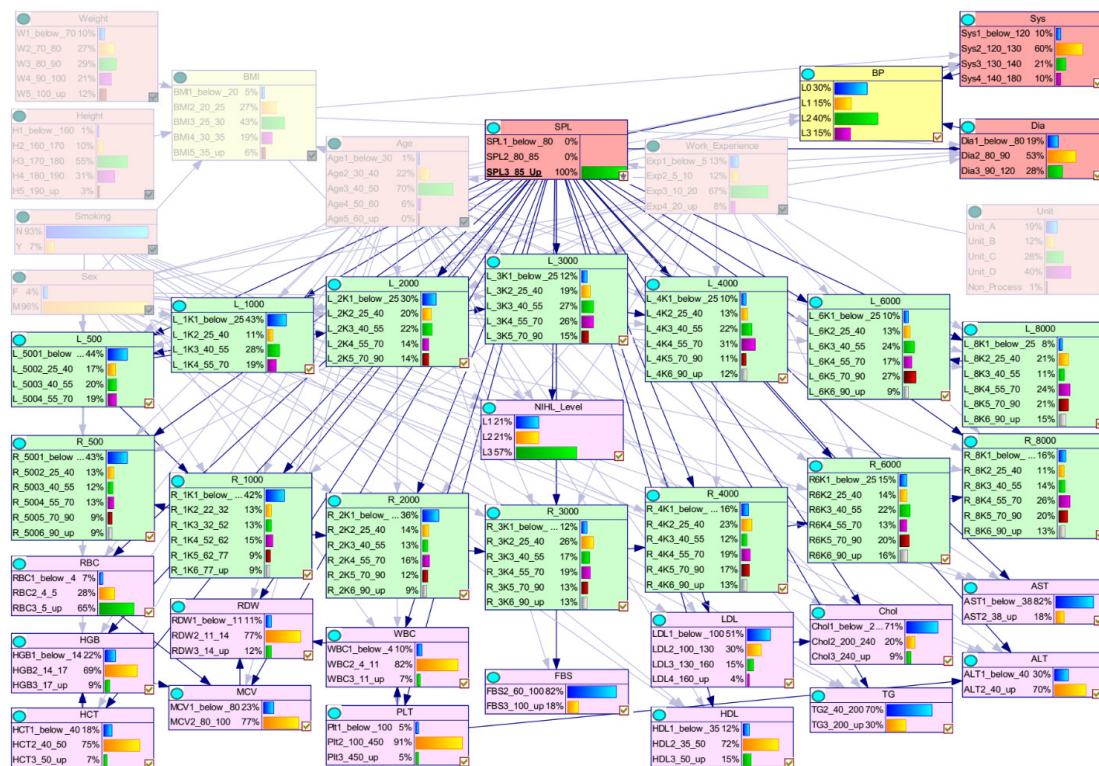 Weight
W1_below_70 10%
W2_70_80 27%
W3_80_90 29%
W4_90_100 21%
W5_100_up 12%
Height
H1_below_160 1%
H2_160_170 10%
H3_170_180 55%
H4_180_190 31%
H5_190_up 3%
Smoking
N 93%
Y 7%
Sex
F 4%
M 96%
BMI
BMI1_below_20 5%
BMI2_20_25 27%
BMI3_25_30 43%
BMI4_30_35 19%
BMI5_35_up 6%
Age
Age1_below_30 1%
Age2_30_40 22%
Age3_40_50 70%
Age4_50_60 6%
Age5_60_up 0%
SPL
SPL1_below_80 0%
SPL2_80_85 0%
SPL3_85_Up 100%
Work_Experience
Exp1_below_5 13%
Exp2_5_10 12%
Exp3_10_20 67%
Exp4_20_up 8%
BP
L0 30%
L1 15%
L2 40%
L3 15%
Sys
Sys1_below_120 10%
Sys2_120_130 60%
Sys3_130_140 21%
Sys4_140_180 10%
Dia
Dia1_below_80 19%
Dia2_80_90 53%
Dia3_90_120 28%
Unit
Unit_A 19%
Unit_B 12%
Unit_C 28%
Unit_D 40%
Non_Process 1%
L_500
L_5001_below ... 44%
L_5002_25_40 17%
L_5003_40_55 20%
L_5004_55_70 19%
L_1000
L_1K1_below_25 43%
L_1K2_25_40 11%
L_1K3_40_55 28%
L_1K4_55_70 19%
L_2000
L_2K1_below_25 30%
L_2K2_25_40 20%
L_2K3_40_55 22%
L_2K4_55_70 14%
L_2K5_70_90 14%
L_3000
L_3K1_below_25 12%
L_3K2_25_40 19%
L_3K3_40_55 27%
L_3K4_55_70 26%
L_3K5_70_90 15%
L_4000
L_4K1_below_25 10%
L_4K2_25_40 13%
L_4K3_40_55 22%
L_4K4_55_70 31%
L_4K5_70_90 11%
L_4K6_90_up 12%
L_6000
L_6K1_below_25 10%
L_6K2_25_40 13%
L_6K3_40_55 24%
L_6K4_55_70 17%
L_6K5_70_90 27%
L_6K6_90_up 9%
L_8000
L_8K1_below_25 8%
L_8K2_25_40 21%
L_8K3_40_55 11%
L_8K4_55_70 24%
L_8K5_70_90 21%
L_8K6_90_up 15%
NIHL_Level
L1 21%
L2 21%
L3 57%
R_500
R_5001_below_... 43%
R_5002_25_40 13%
R_5003_40_55 12%
R_5004_55_70 13%
R_5005_70_90 9%
R_5006_90_up 9%
R_1000
R_1K1_below_ ... 42%
R_1K2_22_32 13%
R_1K3_32_52 13%
R_1K4_52_62 15%
R_1K5_62_77 9%
R_1K6_77_up 9%
R_2000
R_2K1_below_ ... 36%
R_2K2_25_40 14%
R_2K3_40_55 13%
R_2K4_55_70 16%
R_2K5_70_90 12%
R_2K6_90_up 9%
R_3000
R_3K1_below_ ... 12%
R_3K2_25_40 26%
R_3K3_40_55 17%
R_3K4_55_70 19%
R_3K5_70_90 13%
R_3K6_90_up 13%
R_4000
R_4K1_below_ ... 16%
R_4K2_25_40 23%
R_4K3_40_55 12%
R_4K4_55_70 19%
R_4K5_70_90 17%
R_4K6_90_up 13%
R_6000
R6K1_below_25 15%
R6K2_25_40 14%
R6K3_40_55 22%
R6K4_55_70 13%
R6K5_70_90 20%
R6K6_90_up 16%
R_8000
R_8K1_below_ ... 16%
R_8K2_25_40 11%
R_8K3_40_55 14%
R_8K4_55_70 26%
R_8K5_70_90 20%
R_8K6_90_up 13%
RBC
RBC1_below_4 7%
RBC2_4_5 28%
RBC3_5_up 65%
HGB
HGB1_below_14 22%
HGB2_14_17 69%
HGB3_17_up 9%
HCT
HCT1_below_40 18%
HCT2_40_50 75%
HCT3_50_up 7%
RDW
RDW1_below_11 11%
RDW2_11_14 77%
RDW3_14_up 12%
MCV
MCV1_below_80 23%
MCV2_80_100 77%
WBC
WBC1_below_4 10%
WBC2_4_11 82%
WBC3_11_up 7%
PLT
Plt1_below_100 5%
Plt2_100_450 91%
Plt3_450_up 5%
FBS
FBS2_60_100 82%
FBS3_100_up 18%
LDL
LDL1_below_100 51%
LDL2_100_130 30%
LDL3_130_160 15%
LDL4_160_up 4%
HDL
HDL1_below_35 12%
HDL2_35_50 72%
HDL3_50_up 15%
Chol
Chol1_below_2... 71%
Chol2_200_240 20%
Chol3_240_up 9%
TG
TG2_40_200 70%
TG3_200_up 30%
AST
AST1_below_38 82%
AST2_38_up 18%
ALT
ALT1_below_40 30%
ALT2_40_up 70%